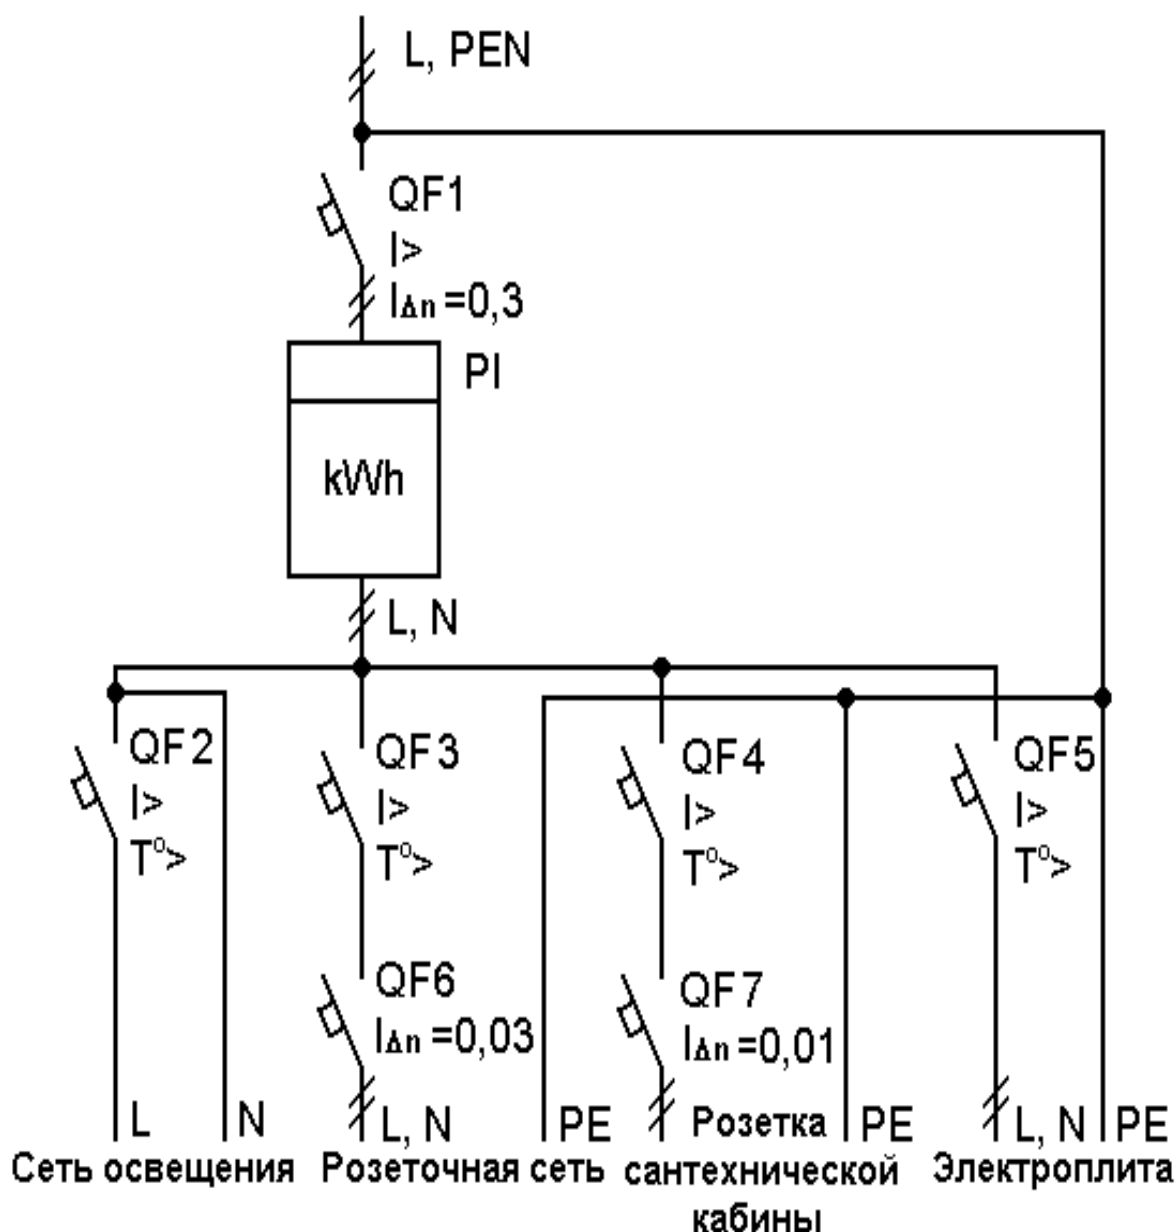 L, PEN
QF1
I>
IΔn =0,3
PI
kWh
L, N
QF2
I>
T°>
QF3
I>
T°>
QF4
I>
T°>
QF5
I>
T°>
QF6
IΔn =0,03
QF7
IΔn =0,01
L
N
L, N
PE
PE
L, N
PE
Сеть освещения
Розеточная сеть
Розетка
сантехнической
кабины
Электроплита